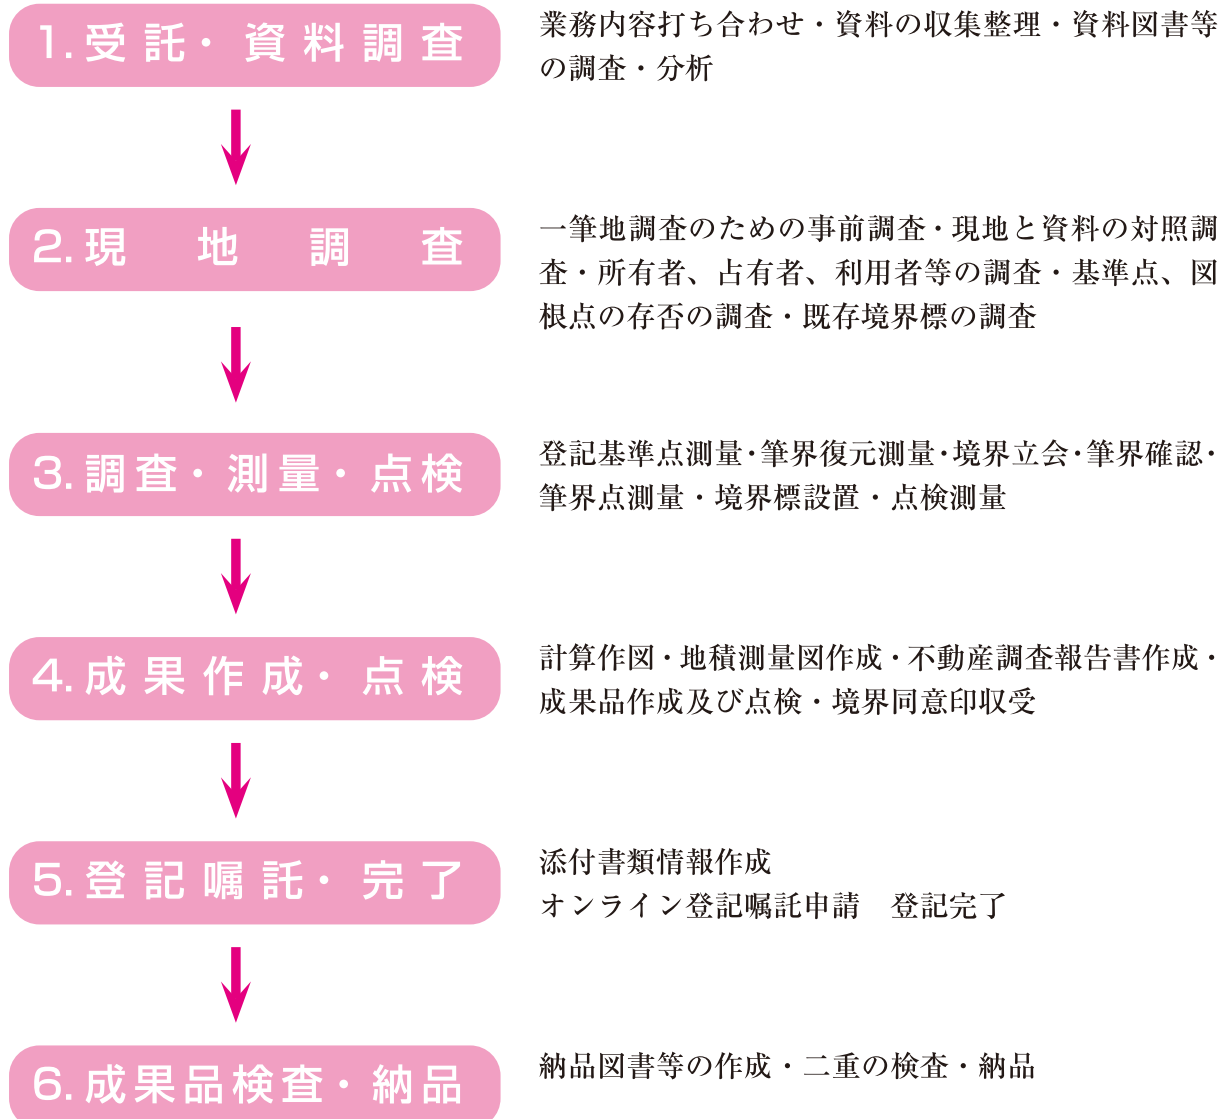 1.受託・資料調査
業務内容打ち合わせ・資料の収集整理・資料図書等
の調査・分析
2.現地調査
一筆地調査のための事前調査・現地と資料の対照調
査・所有者、占有者、利用者等の調査・基準点、図
根点の存否の調査・既存境界標の調査
3.調査・測量・点検
登記基準点測量・筆界復元測量・境界立会・筆界確認・
筆界点測量・境界標設置・点検測量
4.成果作成・点検
計算作図・地積測量図作成・不動産調査報告書作成・
成果品作成及び点検・境界同意印収受
5.登記嘱託・完了
添付書類情報作成
オンライン登記嘱託申請　登記完了
6.成果品検査・納品
納品図書等の作成・二重の検査・納品